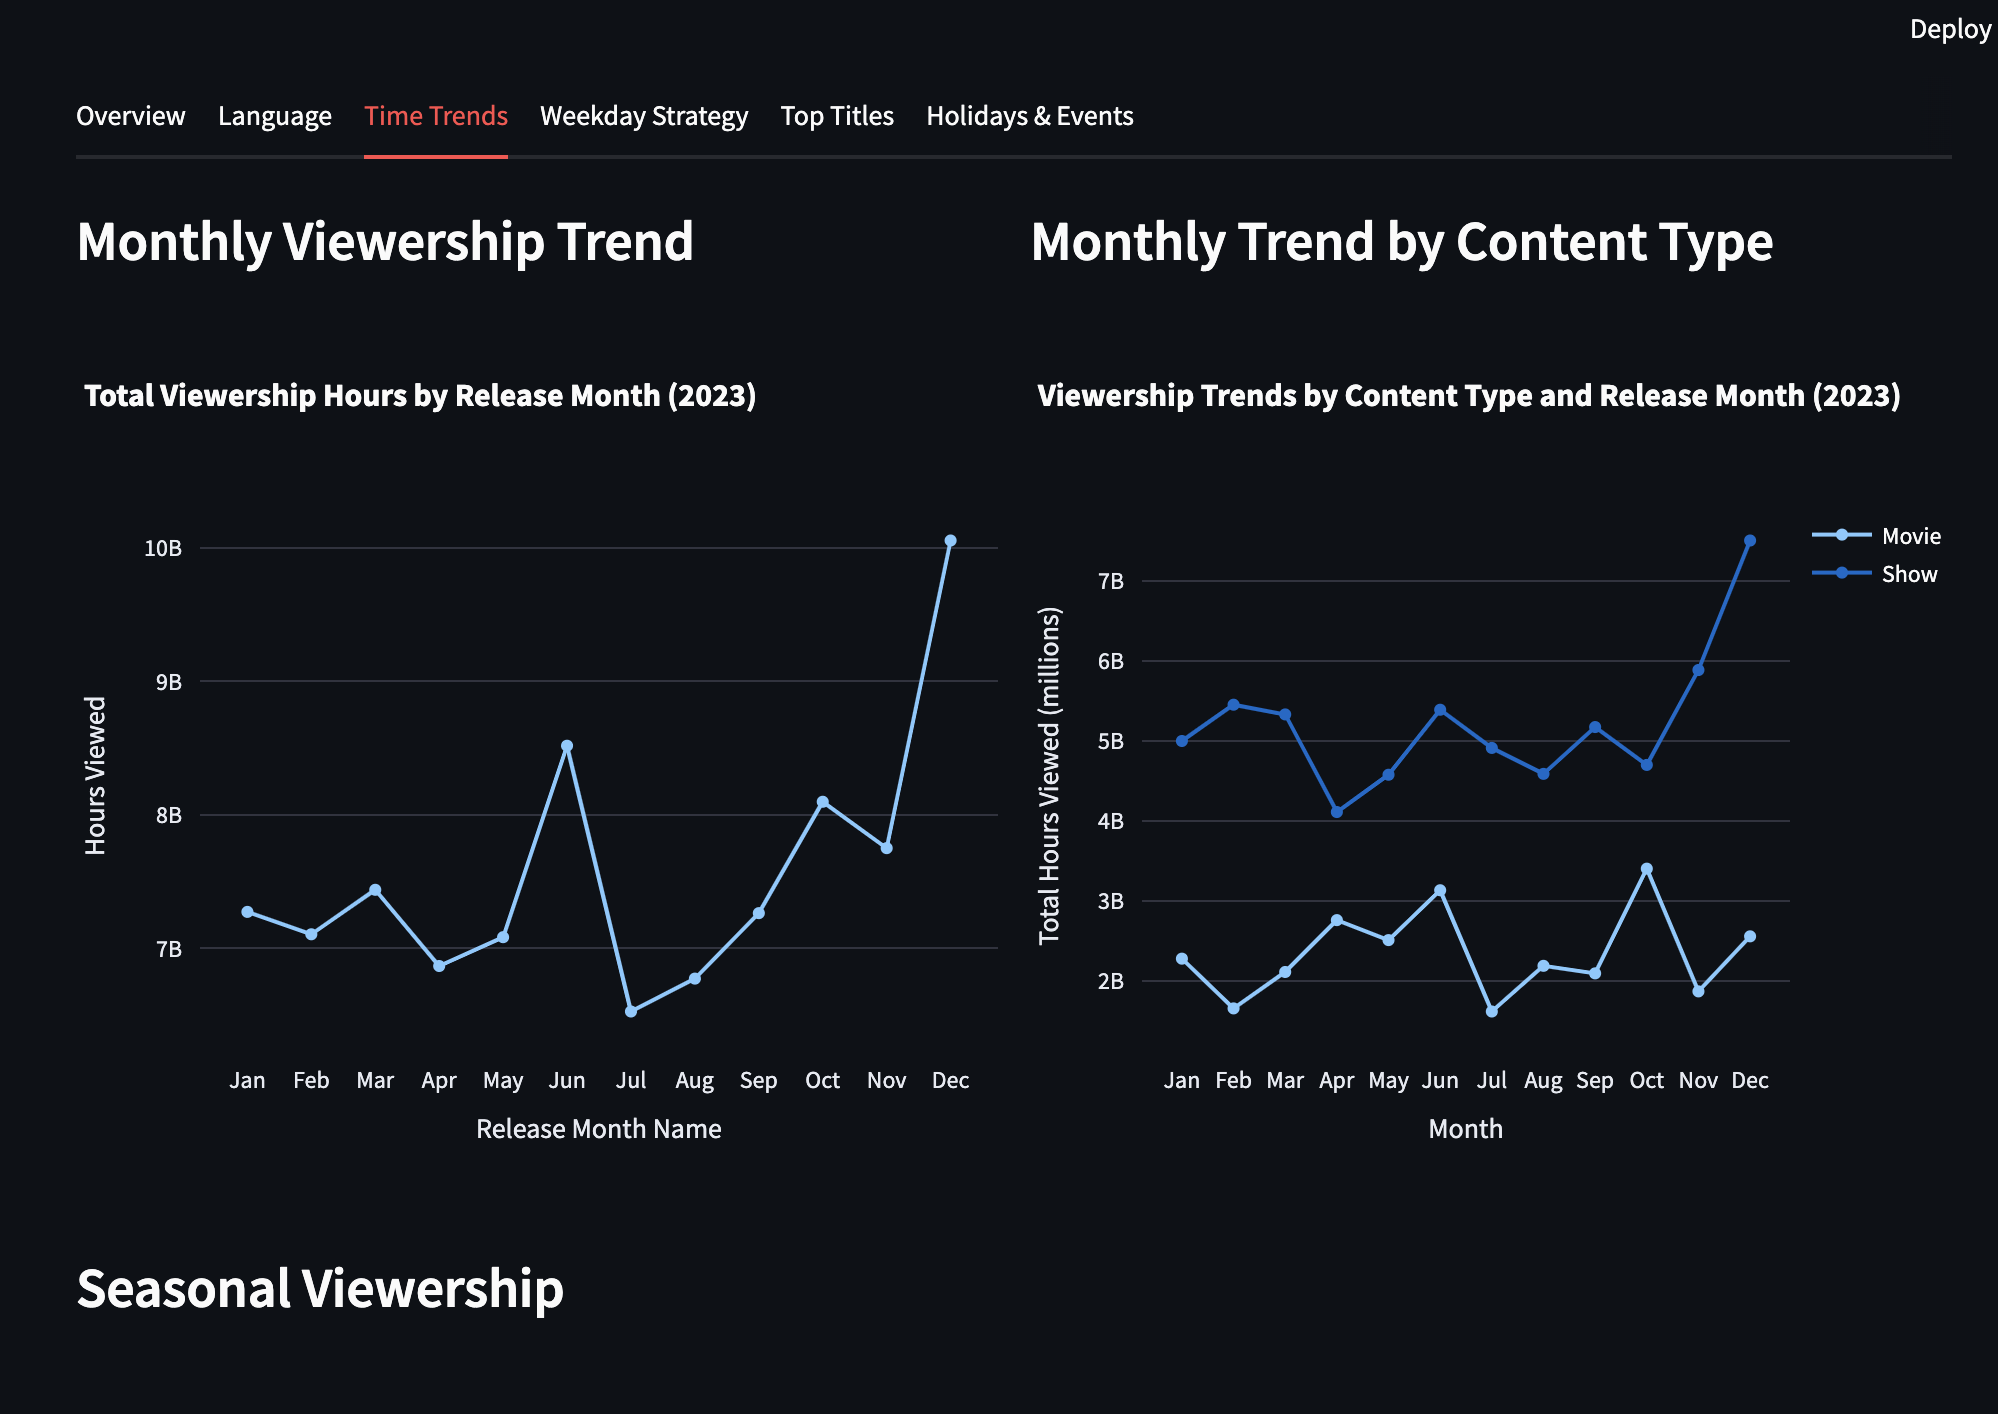 Deploy
Overview Language Time Trends Weekday Strategy Top Titles Holidays & Events
Monthly Viewership Trend
Total Viewership Hours by Release Month (2023)
Hours Viewed
10B
9B
8B
7B
Jan Feb Mar Apr May Jun Jul Aug Sep Oct Nov Dec
Release Month Name
Monthly Trend by Content Type
Viewership Trends by Content Type and Release Month (2023)
Movie
Show
Total Hours Viewed (millions)
7B
6B
5B
4B
3B
2B
Jan Feb Mar Apr May Jun Jul Aug Sep Oct Nov Dec
Month
Seasonal Viewership